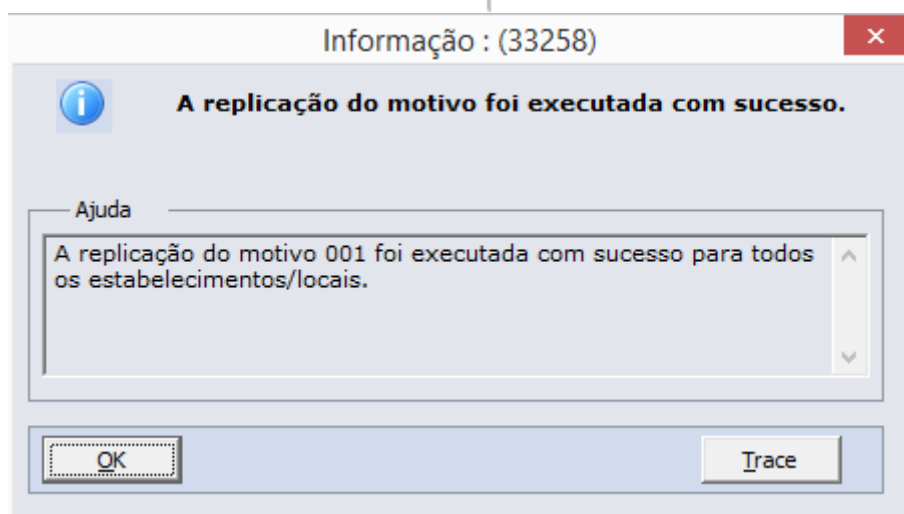 Informação : (33258)
A replicação do motivo foi executada com sucesso.
Ajuda
A replicação do motivo 001 foi executada com sucesso para todos
os estabelecimentos/locais.
OK
Trace